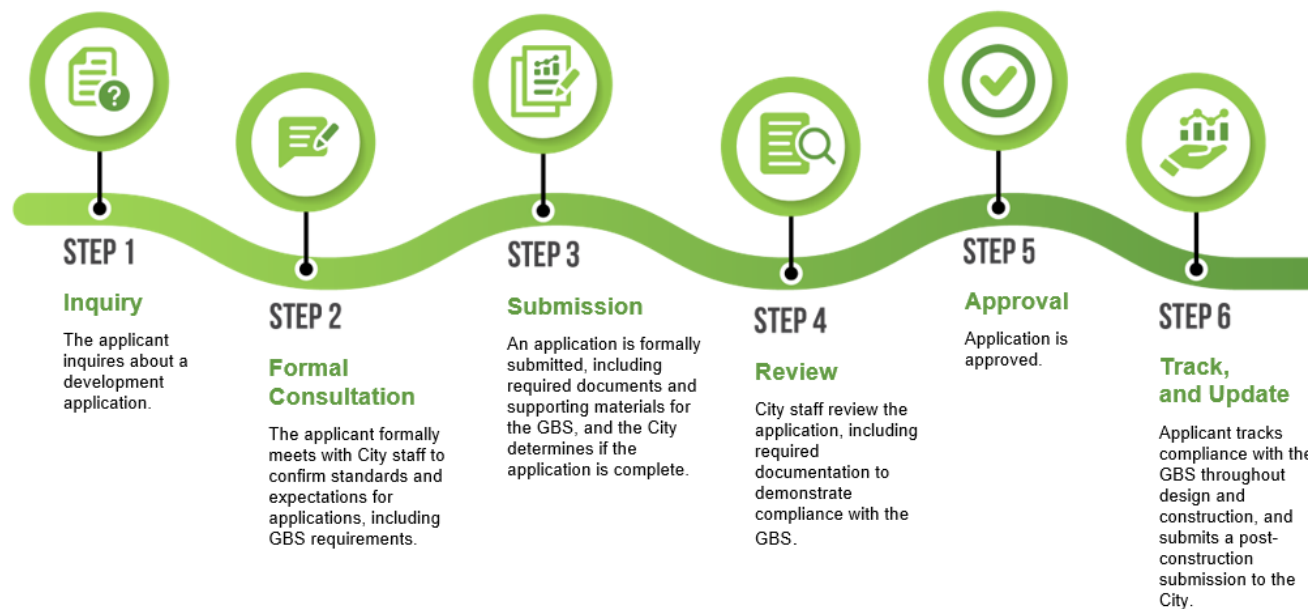 STEP 1
Inquiry
The applicant
inquires about a
development
application.
STEP 2
Formal
Consultation
The applicant formally
meets with City staff to
confirm standards and
expectations for
applications, including
GBS requirements.
STEP 3
Submission
An application is formally
submitted, including
required documents and
supporting materials for
the GBS, and the City
determines if the
application is complete.
STEP 4
Review
City staff review the
application, including
required
documentation to
demonstrate
compliance with the
GBS.
STEP 5
Approval
Application is
approved.
STEP 6
Track,
and Update
Applicant tracks
compliance with the
GBS throughout
design and
construction, and
submits a post-
construction
submission to the
City.